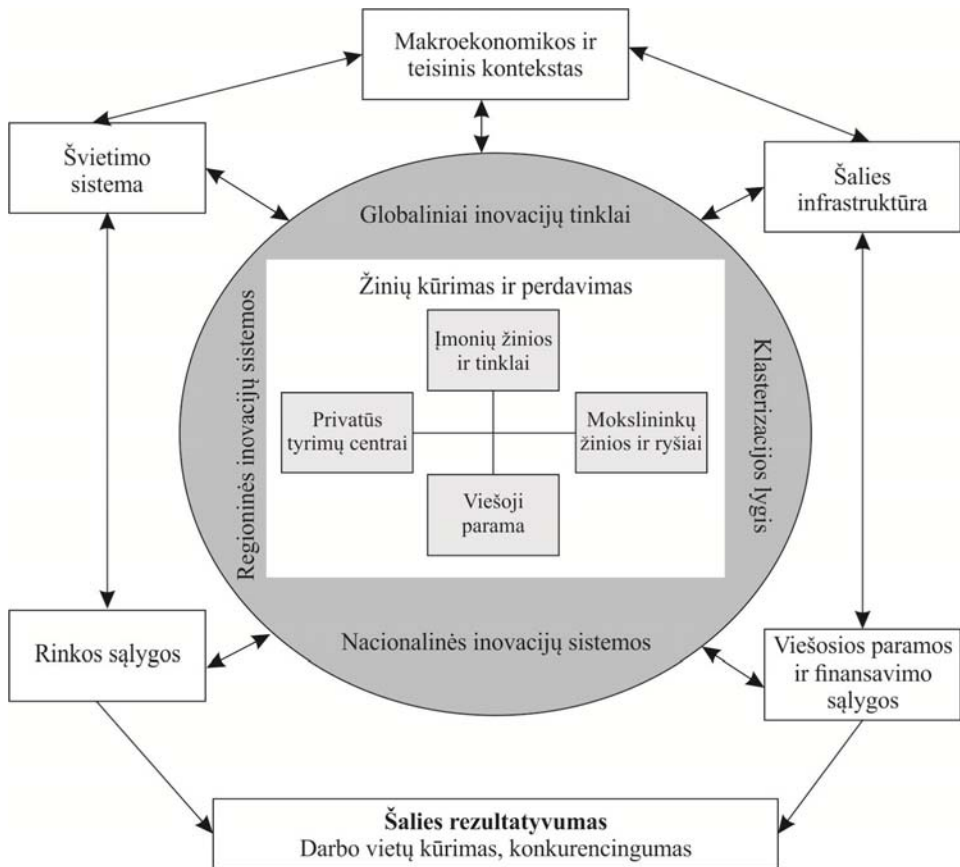 Makroekonomikos ir
teisinis kontekstas
Švietimo
sistema
Šalies
infrastruktūra
Globaliniai inovacijų tinklai
Žinių kūrimas ir perdavimas
Įmonių žinios
ir tinklai
Regioninės inovacijų sistemos
Klasterizacijos lygis
Privatūs
tyrimų centrai
Mokslininkų
žinios ir ryšiai
Viešoji
parama
Nacionalinės inovacijų sistemos
Rinkos sąlygos
Viešosios paramos
ir finansavimo
sąlygos
Šalies rezultatyvumas
Darbo vietų kūrimas, konkurencingumas